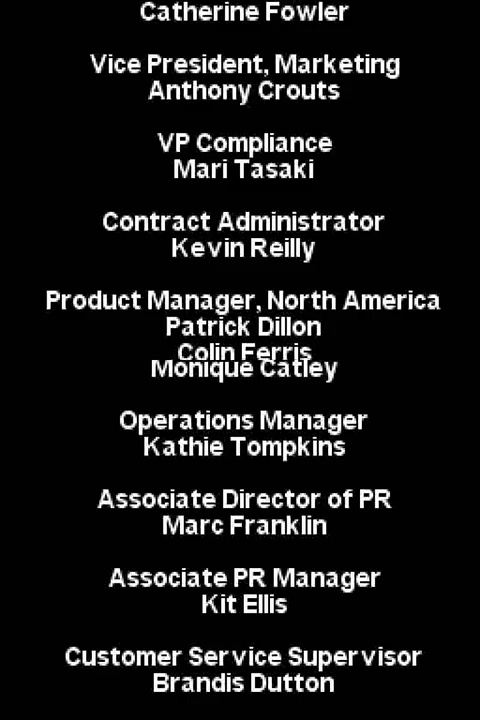 Catherine Fowler
Vice President, Marketing
Anthony Crouts
VP Compliance
Mari Tasaki
Contract Administrator
Kevin Reilly
Product Manager, North America
Patrick Dillon
Colin Ferris
Monique Catley
Operations Manager
Kathie Tompkins
Associate Director of PR
Marc Franklin
Associate PR Manager
Kit Ellis
Customer Service Supervisor
Brandis Dutton